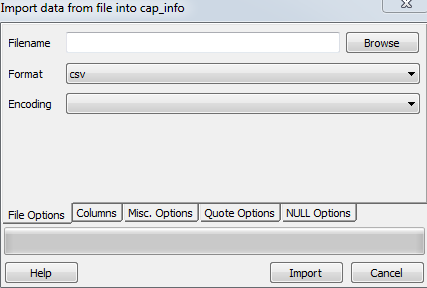 Import data from file into cap_info
Filename
Browse
Format
csv
Encoding
File Options
Columns
Misc. Options
Quote Options
NULL Options
Help
Import
Cancel